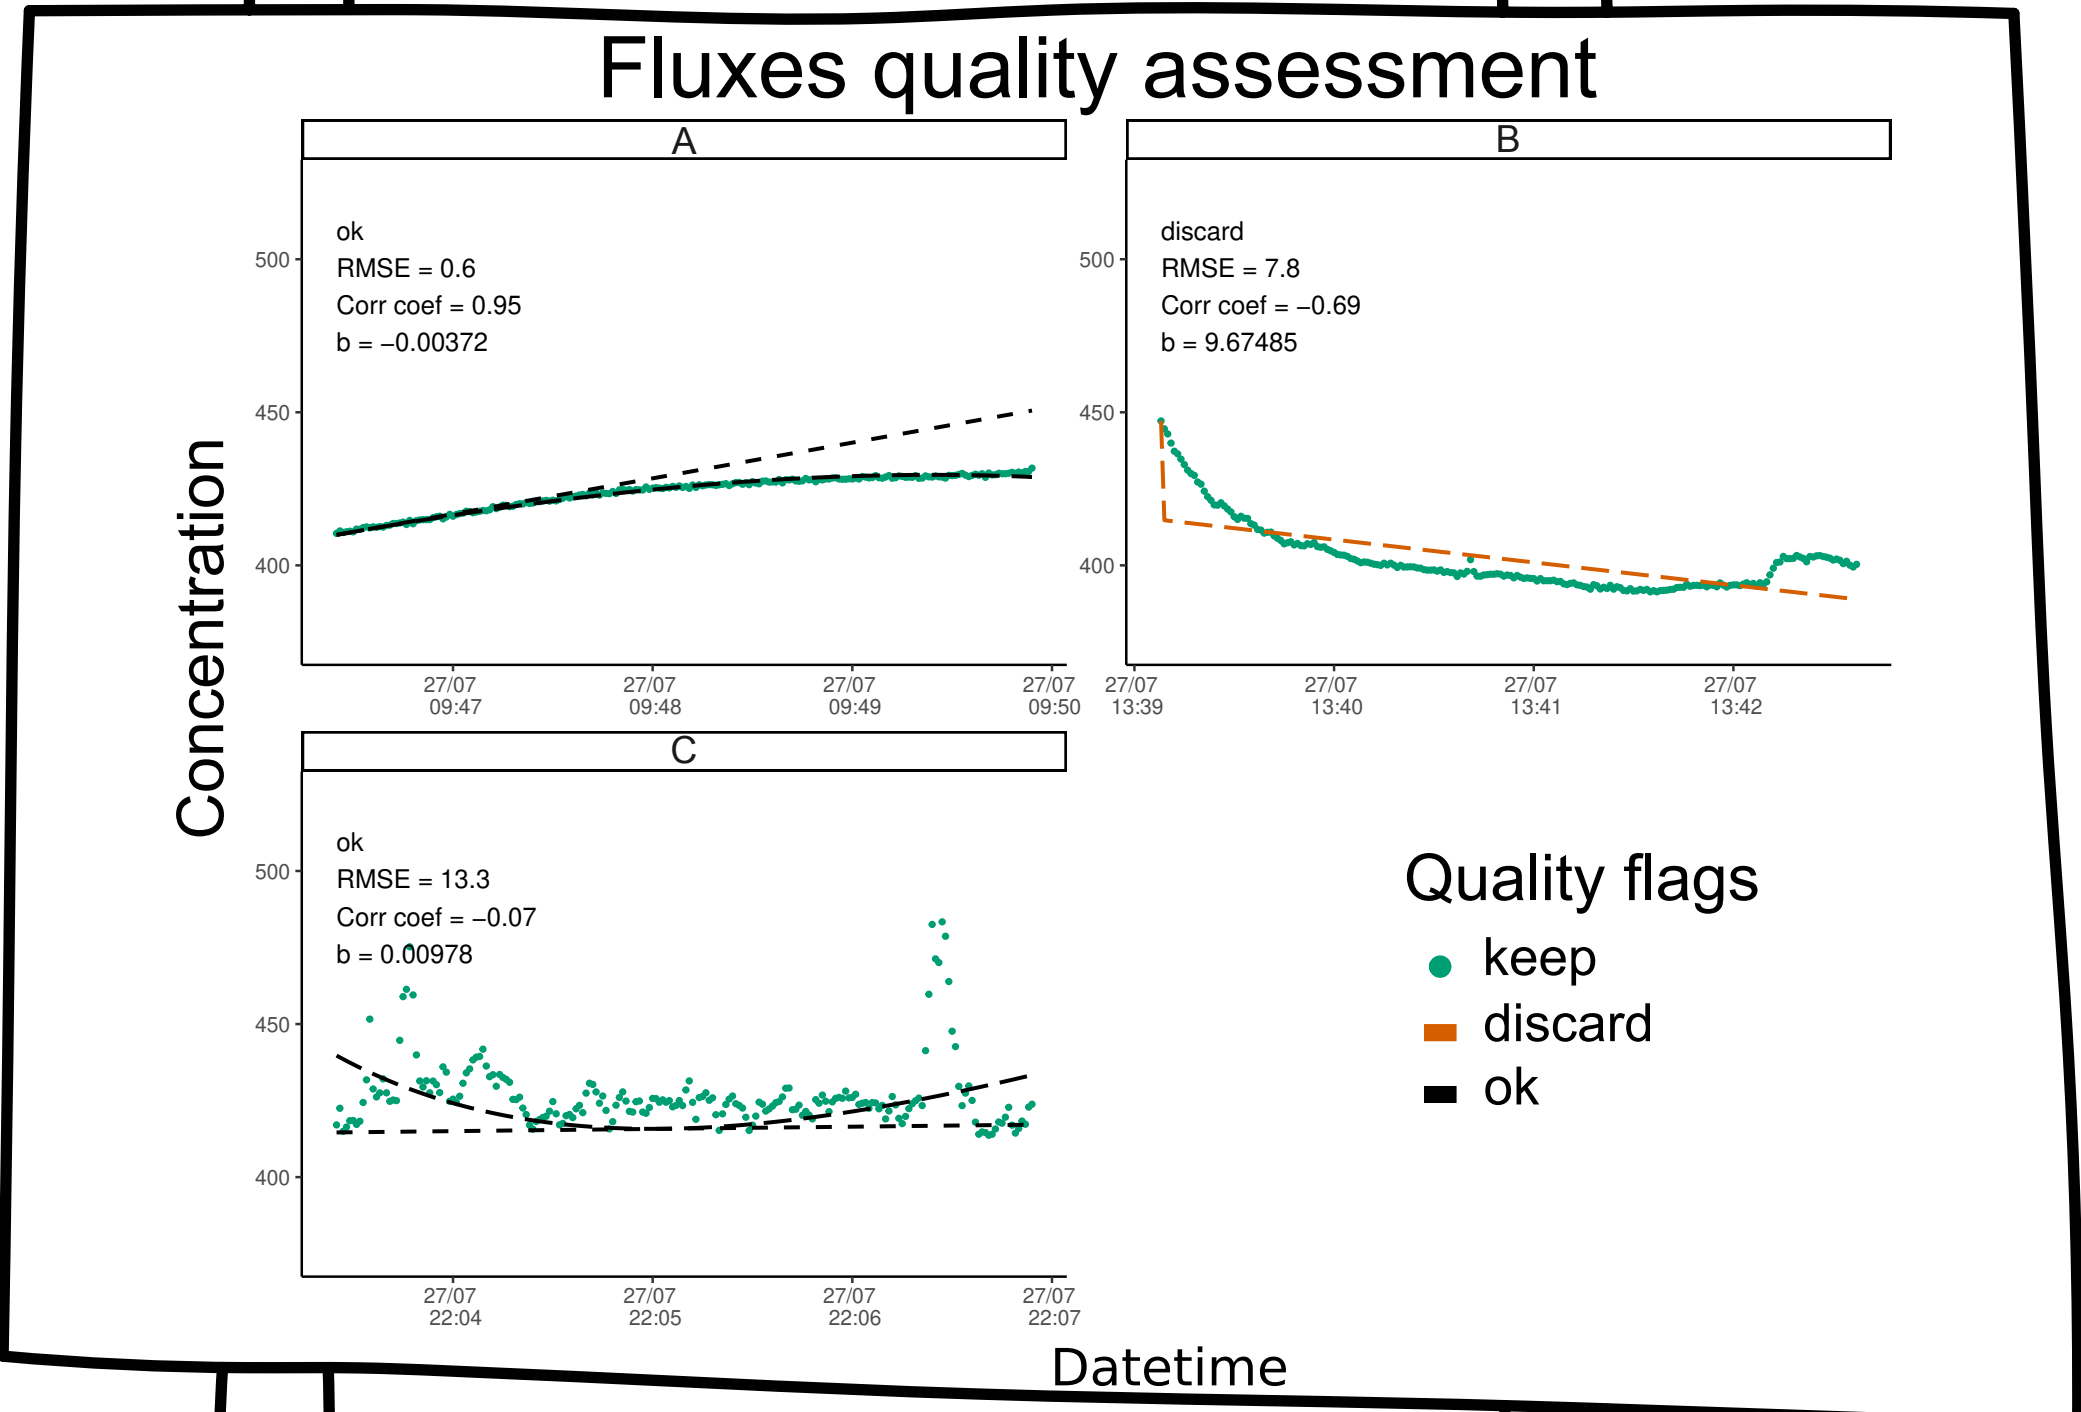 Fluxes quality assessment
A
ok
RMSE = 0.6
Corr coef = 0.95
b = −0.00372
500
450
400
27/07 27/07 27/07 27/07
09:47 09:48 09:49 09:50
B
discard
RMSE = 7.8
Corr coef = −0.69
b = 9.67485
500
450
400
27/07 27/07 27/07 27/07
13:39 13:40 13:41 13:42
Concentration
C
ok
RMSE = 13.3
Corr coef = −0.07
b = 0.00978
500
450
400
27/07 27/07 27/07 27/07
22:04 22:05 22:06 22:07
Quality flags
keep
discard
ok
Datetime